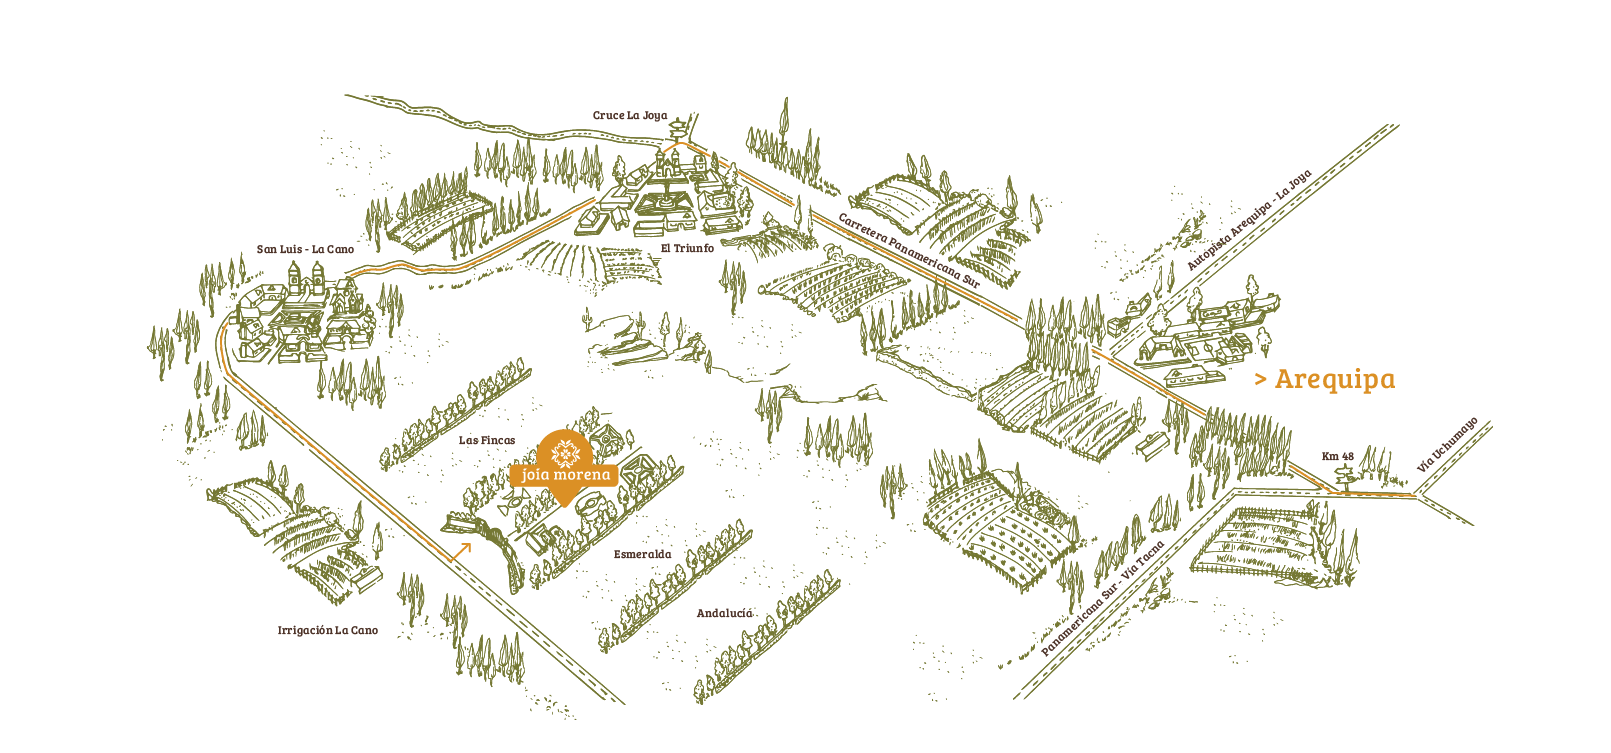 Cruce La Joya
San Luis - La Cano
El Triunfo
Carretera Panamericana Sur
Autopista Arequipa - La Joya
> Arequipa
Las Fincas
joia morena
Km 48
Vía Uchumayo
Esmeralda
Andalucía
Panamericana Sur - Vía Tacna
Irrigación La Cano